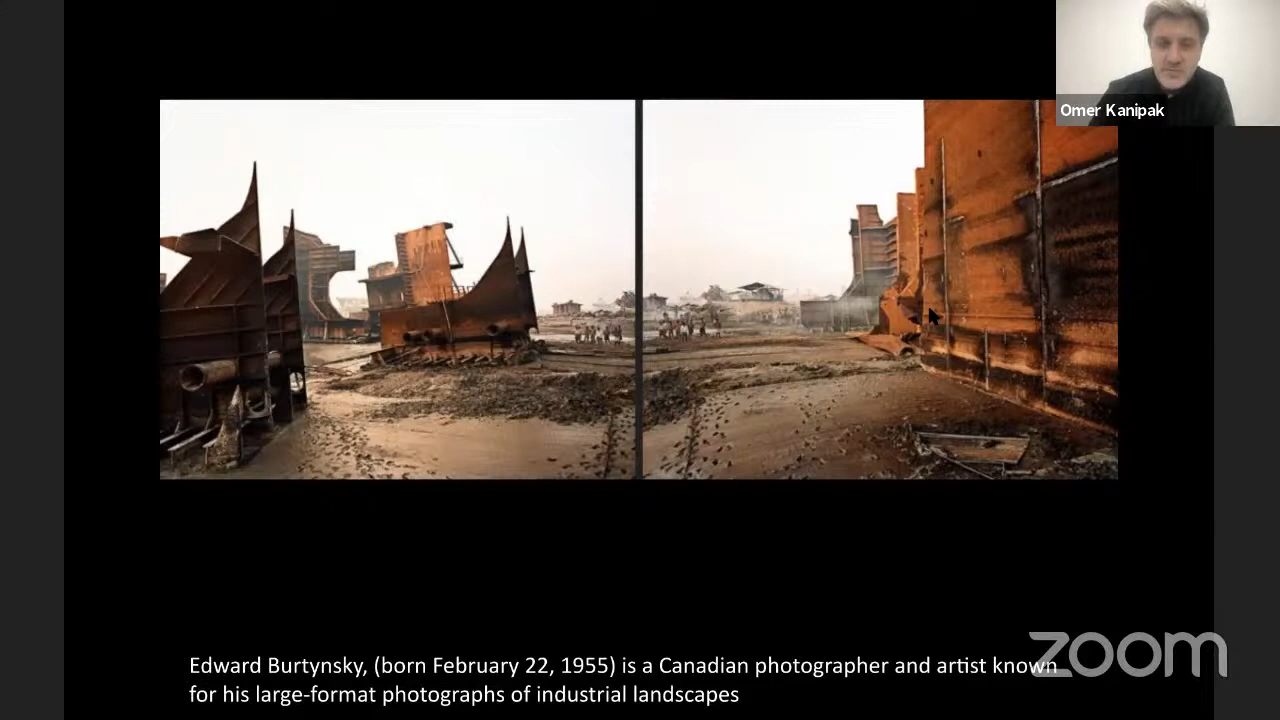 Omer Kanipak
Edward Burtynsky, (born February 22, 1955) is a Canadian photographer and artist known
for his large-format photographs of industrial landscapes
zoom